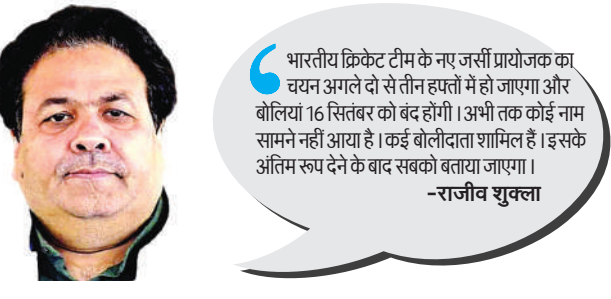 भारतीय क्रिकेट टीम के नए जर्सी प्रायोजक का
चयन अगले दो से तीन हफ्तों में हो जाएगा और
बोलियां 16 सितंबर को बंद होंगी। अभी तक कोई नाम
सामने नहीं आया है। कई बोलीदाता शामिल हैं। इसके
अंतिम रूप देने के बाद सबको बताया जाएगा।
-राजीव शुक्ला